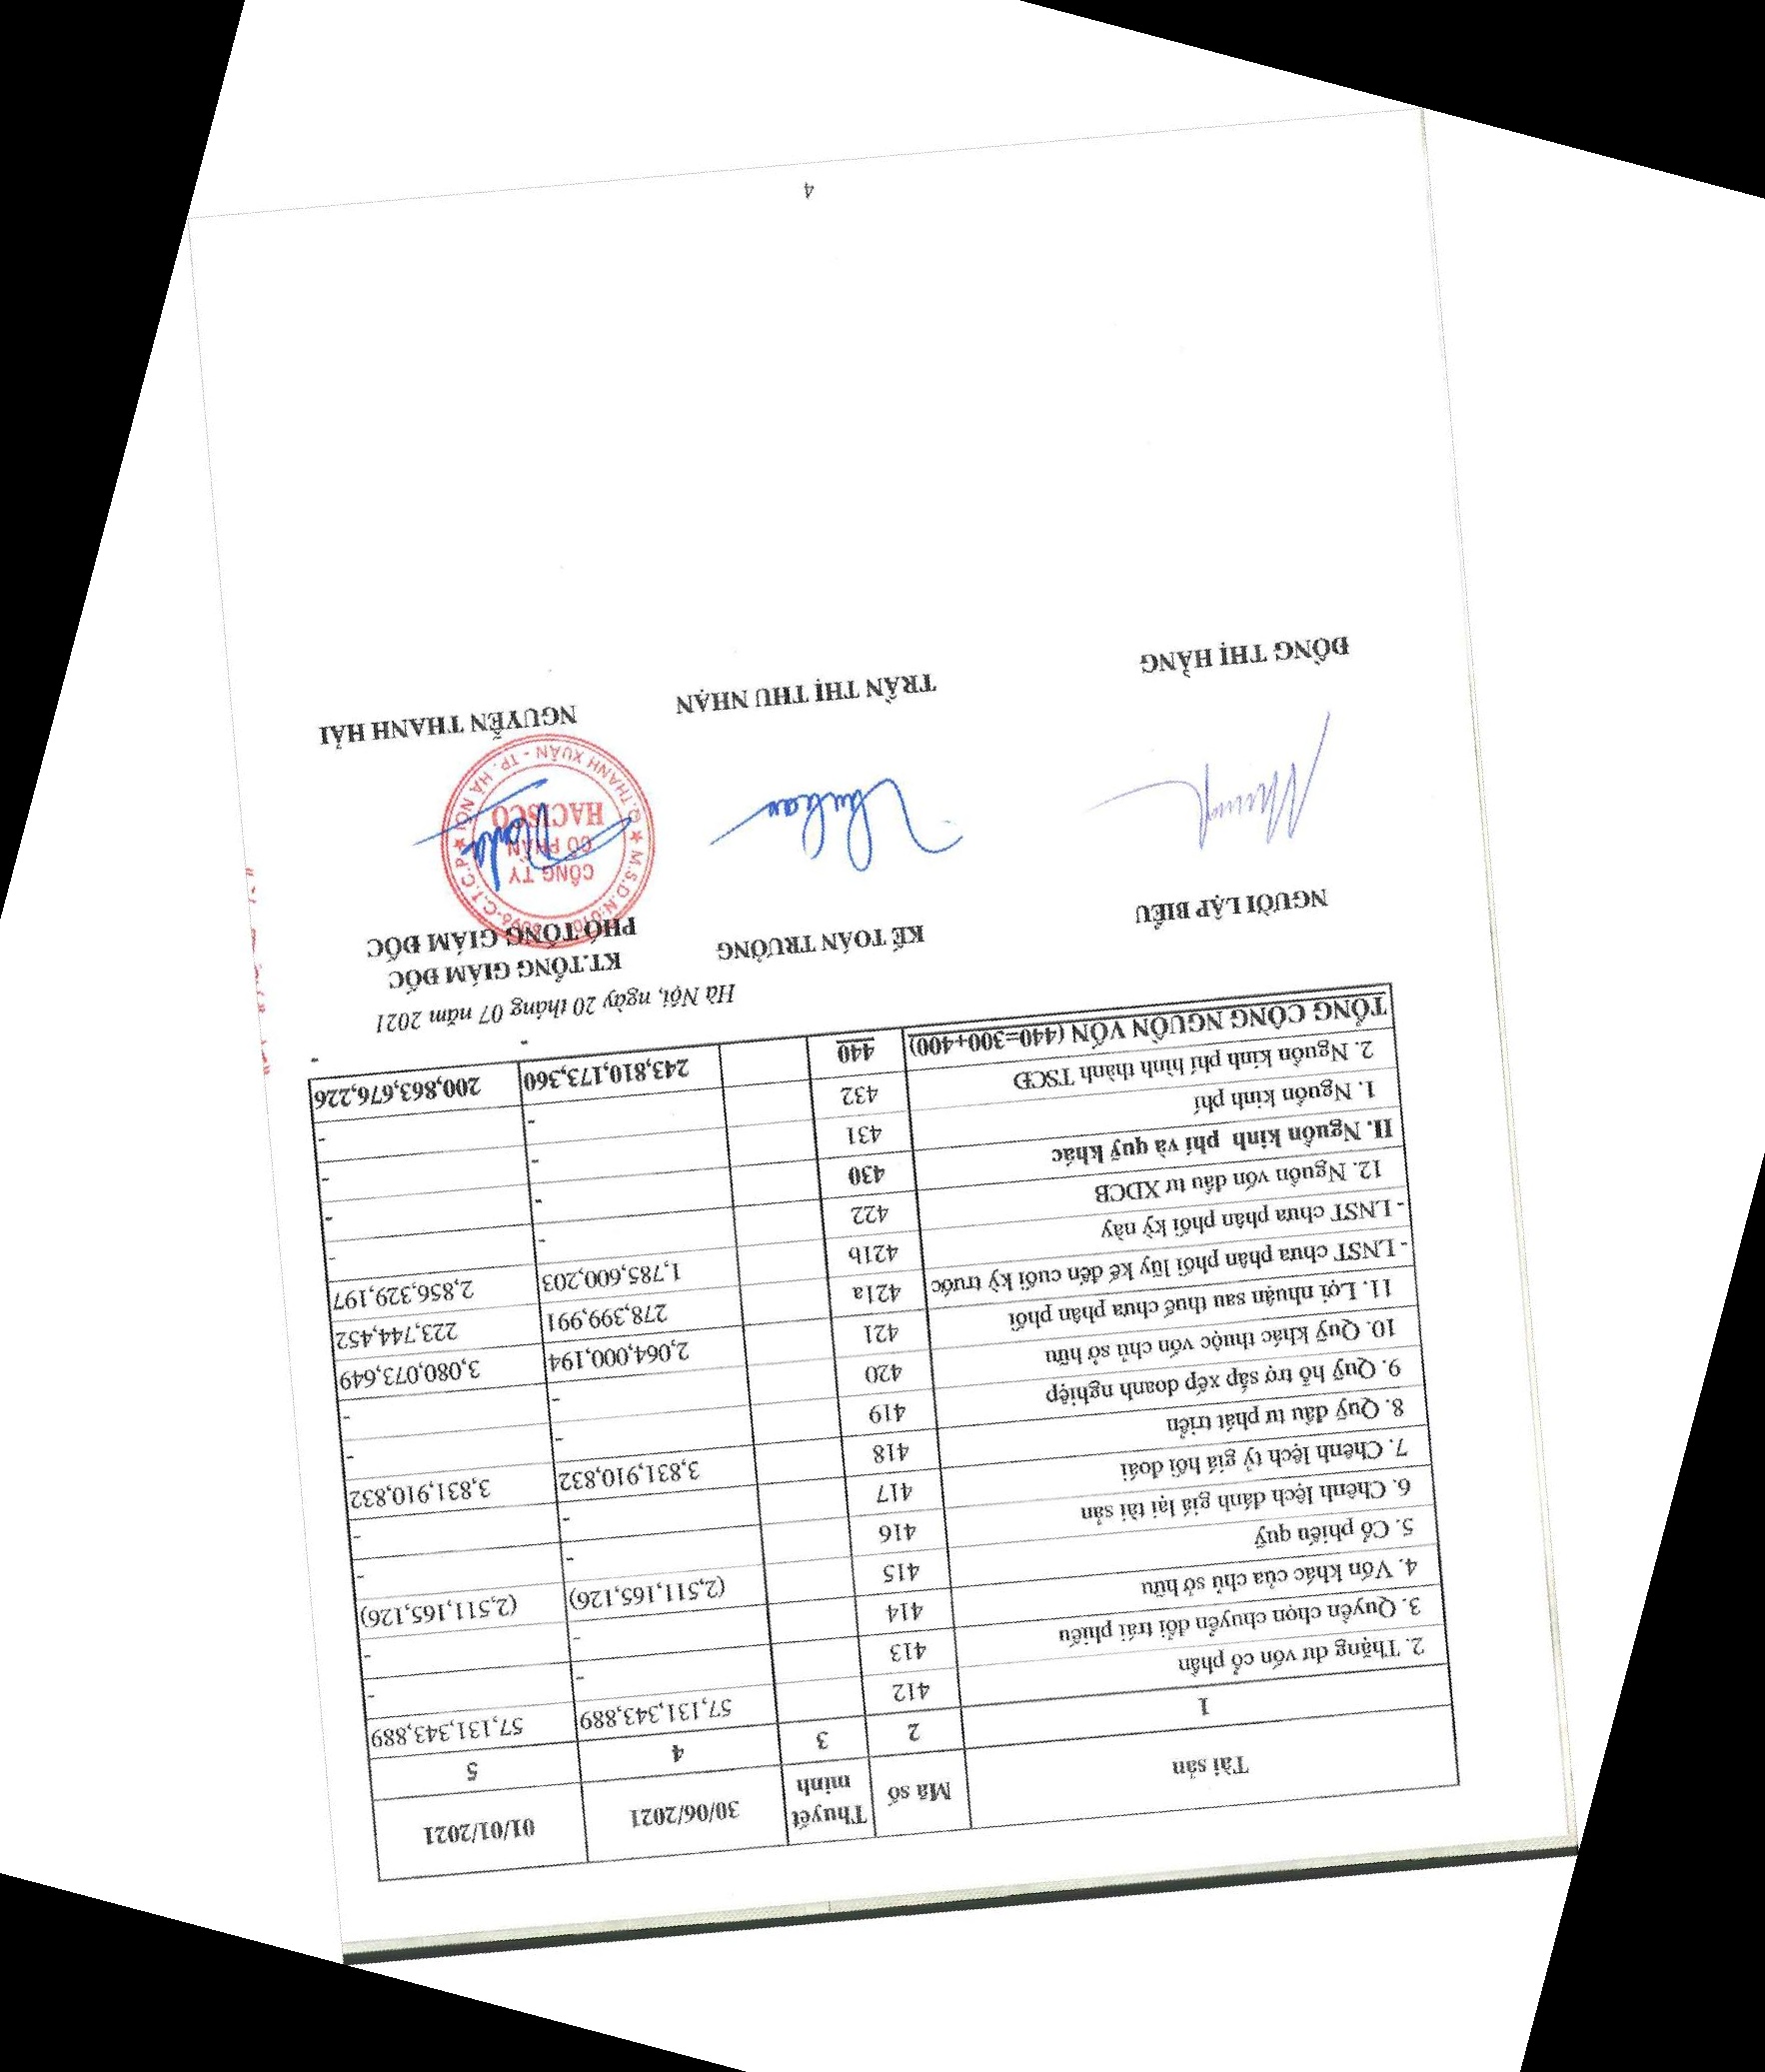 Tài sản Mã số Thuyết minh 30/06/2021 01/01/2021
1 2 3 4 5
2. Thặng dư vốn cổ phần 412 57,131,343,889 57,131,343,889
3. Quyền chọn chuyển đổi trái phiếu 413 - -
4. Vốn khác của chủ sở hữu 414 - -
5. Cổ phiếu quỹ 415 (2,511,165,126) (2,511,165,126)
6. Chênh lệch đánh giá lại tài sản 416 - -
7. Chênh lệch tỷ giá hối đoái 417 - -
8. Quỹ đầu tư phát triển 418 3,831,910,832 3,831,910,832
9. Quỹ hỗ trợ sắp xếp doanh nghiệp 419 - -
10. Quỹ khác thuộc vốn chủ sở hữu 420 - -
11. Lợi nhuận sau thuế chưa phân phối 421 2,064,000,194 3,080,073,649
- LNST chưa phân phối lũy kế đến cuối kỳ trước 421a 278,399,991 223,744,452
- LNST chưa phân phối kỳ này 421b 1,785,600,203 2,856,329,197
12. Nguồn vốn đầu tư XDCB 422 - -
II. Nguồn kinh phí và quỹ khác 430 - -
1. Nguồn kinh phí 431 - -
2. Nguồn kinh phí hình thành TSCĐ 432 - -
TỔNG CỘNG NGUỒN VỐN (440=300+400) 440 243,810,173,360 200,863,676,226
- -
Hà Nội, ngày 20 tháng 07 năm 2021
NGƯỜI LẬP BIỂU KẾ TOÁN TRƯỞNG KT.TỔNG GIÁM ĐỐC
PHÓ TỔNG GIÁM ĐỐC
CÔNG TY
CỔ PHẦN
HACISCO
Q.THANH XUÂN - TP. HÀ NỘI
ĐỒNG THỊ HẰNG TRẦN THỊ THU NHẬN NGUYỄN THANH HẢI
4